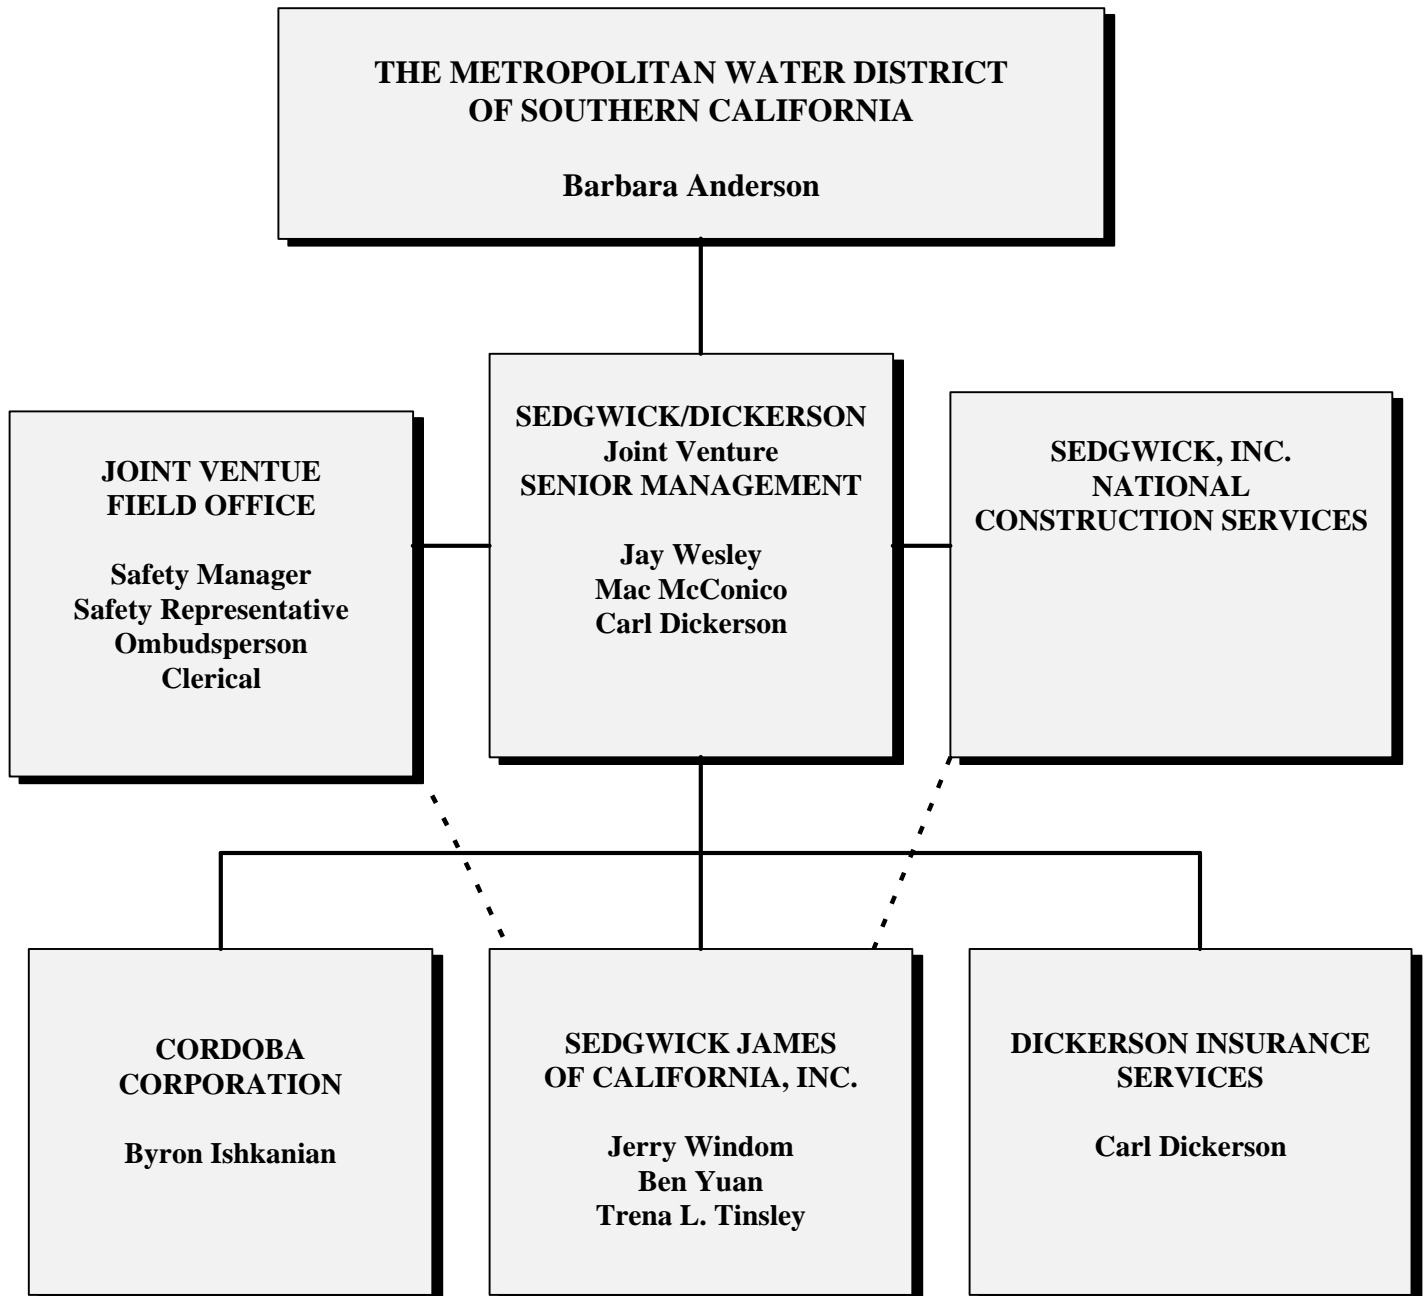 THE METROPOLITAN WATER DISTRICT
OF SOUTHERN CALIFORNIA
Barbara Anderson
JOINT VENTUE
FIELD OFFICE
Safety Manager
Safety Representative
Ombudsperson
Clerical
SEDGWICK/DICKERSON
Joint Venture
SENIOR MANAGEMENT
Jay Wesley
Mac McConico
Carl Dickerson
SEDGWICK, INC.
NATIONAL
CONSTRUCTION SERVICES
CORDOBA
CORPORATION
Byron Ishkanian
SEDGWICK JAMES
OF CALIFORNIA, INC.
Jerry Windom
Ben Yuan
Trena L. Tinsley
DICKERSON INSURANCE
SERVICES
Carl Dickerson